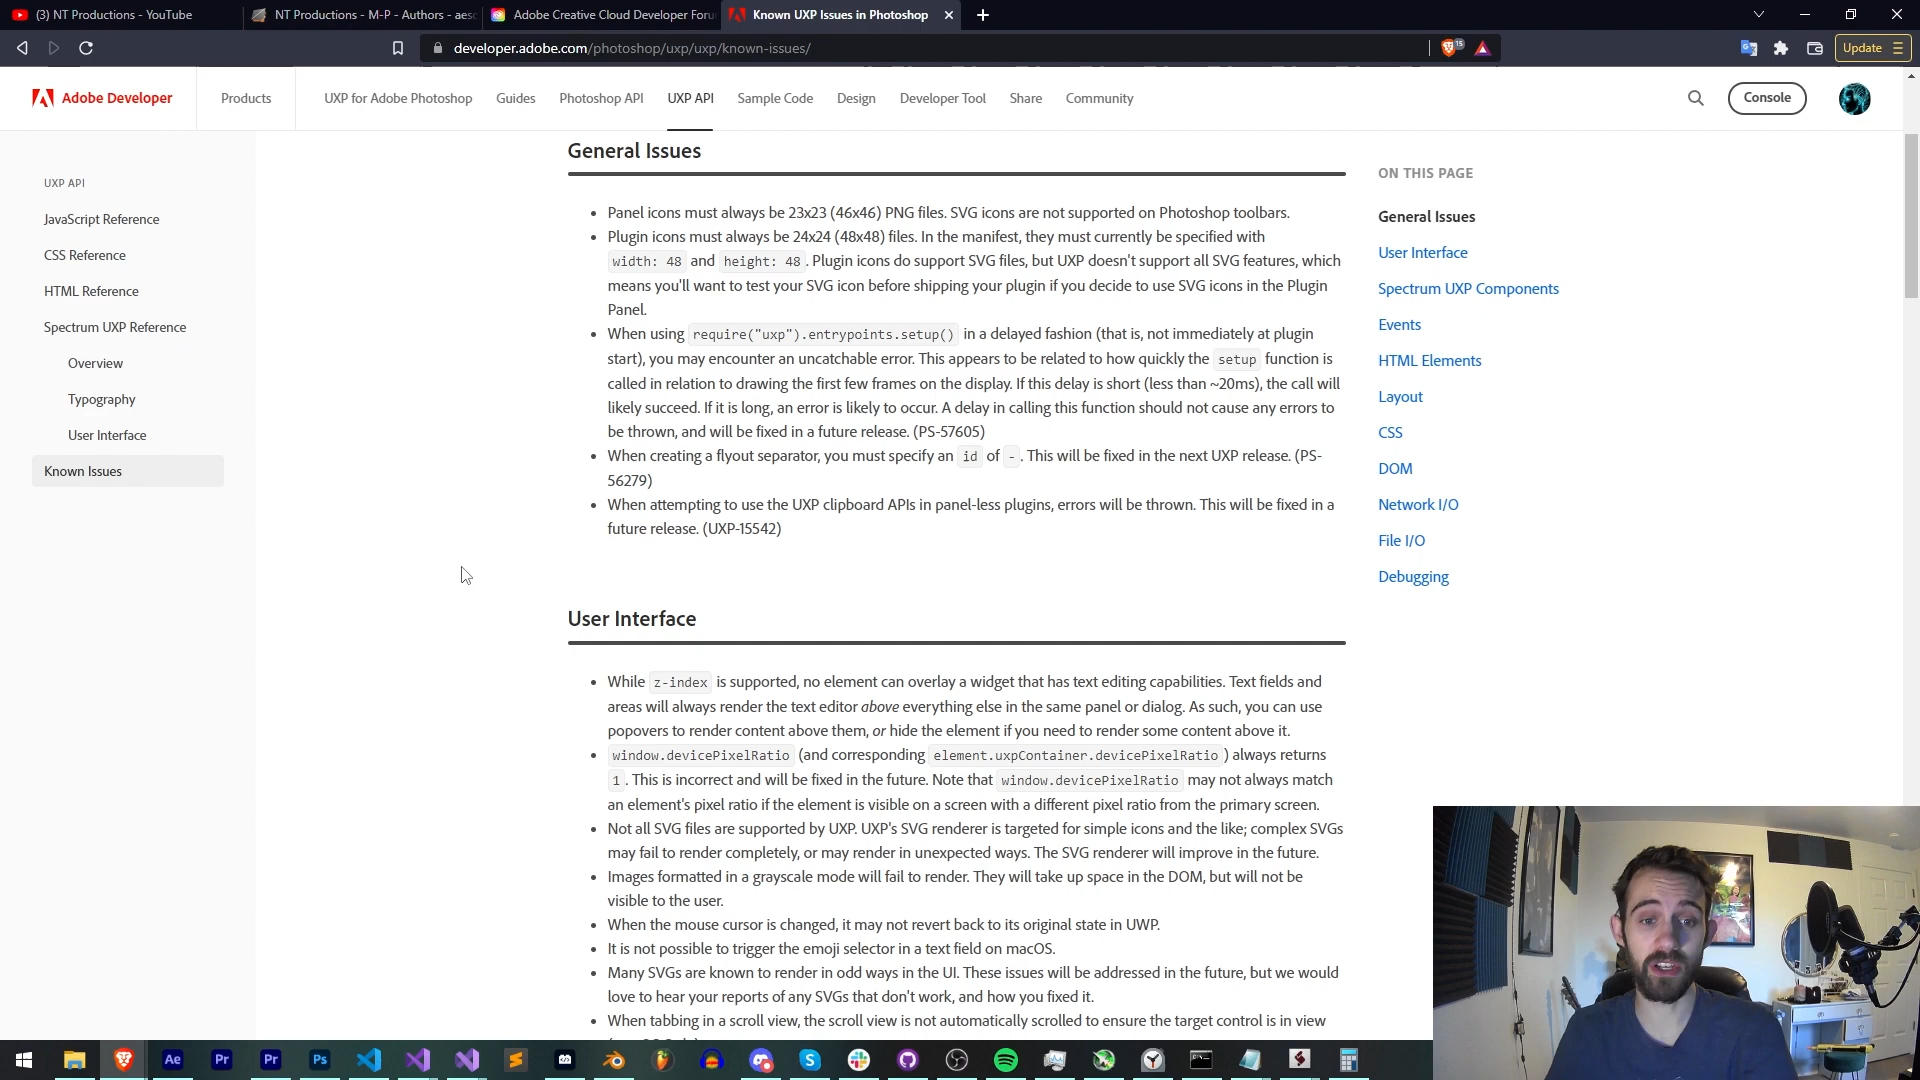 (3) NT Productions - YouTube
NT Productions - M-P - Authors - aesc
Adobe Creative Cloud Developer Foru
Known UXP Issues in Photoshop
developer.adobe.com/photoshop/uxp/uxp/known-issues/
15
Update
Adobe Developer
Products
UXP for Adobe Photoshop
Guides
Photoshop API
UXP API
Sample Code
Design
Developer Tool
Share
Community
Console
UXP API
JavaScript Reference
CSS Reference
HTML Reference
Spectrum UXP Reference
Overview
Typography
User Interface
Known Issues
General Issues
Panel icons must always be 23x23 (46x46) PNG files. SVG icons are not supported on Photoshop toolbars.
Plugin icons must always be 24x24 (48x48) files. In the manifest, they must currently be specified with
width: 48 and height: 48. Plugin icons do support SVG files, but UXP doesn't support all SVG features, which
means you'll want to test your SVG icon before shipping your plugin if you decide to use SVG icons in the Plugin
Panel.
When using require("uxp").entrypoints.setup() in a delayed fashion (that is, not immediately at plugin
start), you may encounter an uncatchable error. This appears to be related to how quickly the setup function is
called in relation to drawing the first few frames on the display. If this delay is short (less than ~20ms), the call will
likely succeed. If it is long, an error is likely to occur. A delay in calling this function should not cause any errors to
be thrown, and will be fixed in a future release. (PS-57605)
When creating a flyout separator, you must specify an id of -. This will be fixed in the next UXP release. (PS-
56279)
When attempting to use the UXP clipboard APIs in panel-less plugins, errors will be thrown. This will be fixed in a
future release. (UXP-15542)
User Interface
While z-index is supported, no element can overlay a widget that has text editing capabilities. Text fields and
areas will always render the text editor above everything else in the same panel or dialog. As such, you can use
popovers to render content above them, or hide the element if you need to render some content above it.
window.devicePixelRatio (and corresponding element.uxpContainer.devicePixelRatio) always returns
1. This is incorrect and will be fixed in the future. Note that window.devicePixelRatio may not always match
an element's pixel ratio if the element is visible on a screen with a different pixel ratio from the primary screen.
Not all SVG files are supported by UXP. UXP's SVG renderer is targeted for simple icons and the like; complex SVGs
may fail to render completely, or may render in unexpected ways. The SVG renderer will improve in the future.
Images formatted in a grayscale mode will fail to render. They will take up space in the DOM, but will not be
visible to the user.
When the mouse cursor is changed, it may not revert back to its original state in UWP.
It is not possible to trigger the emoji selector in a text field on macOS.
Many SVGs are known to render in odd ways in the UI. These issues will be addressed in the future, but we would
love to hear your reports of any SVGs that don't work, and how you fixed it.
When tabbing in a scroll view, the scroll view is not automatically scrolled to ensure the target control is in view
ON THIS PAGE
General Issues
User Interface
Spectrum UXP Components
Events
HTML Elements
Layout
CSS
DOM
Network I/O
File I/O
Debugging
Ae
Pr
Pr
Ps